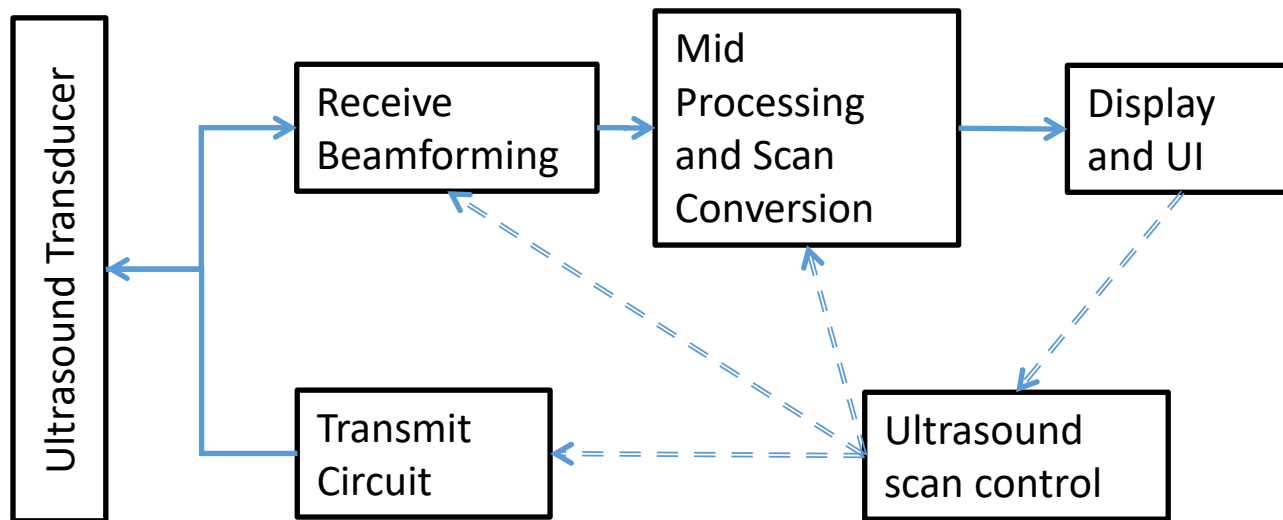 Ultrasound Transducer
Receive
Beamforming
Mid
Processing
and Scan
Conversion
Display
and UI
Transmit
Circuit
Ultrasound
scan control